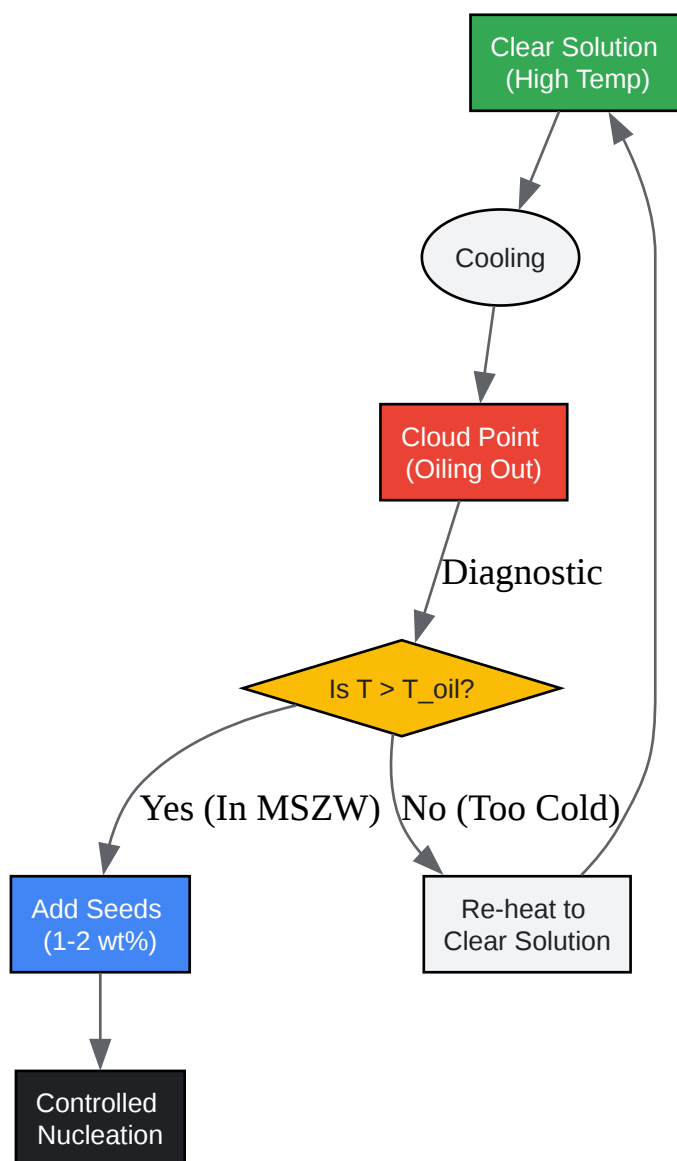 Clear Solution
(High Temp)
Cooling
Cloud Point
(Oiling Out)
Diagnostic
Is T > T_oil?
Yes (In MSZW)
No (Too Cold)
Add Seeds
(1-2 wt%)
Re-heat to
Clear Solution
Controlled
Nucleation